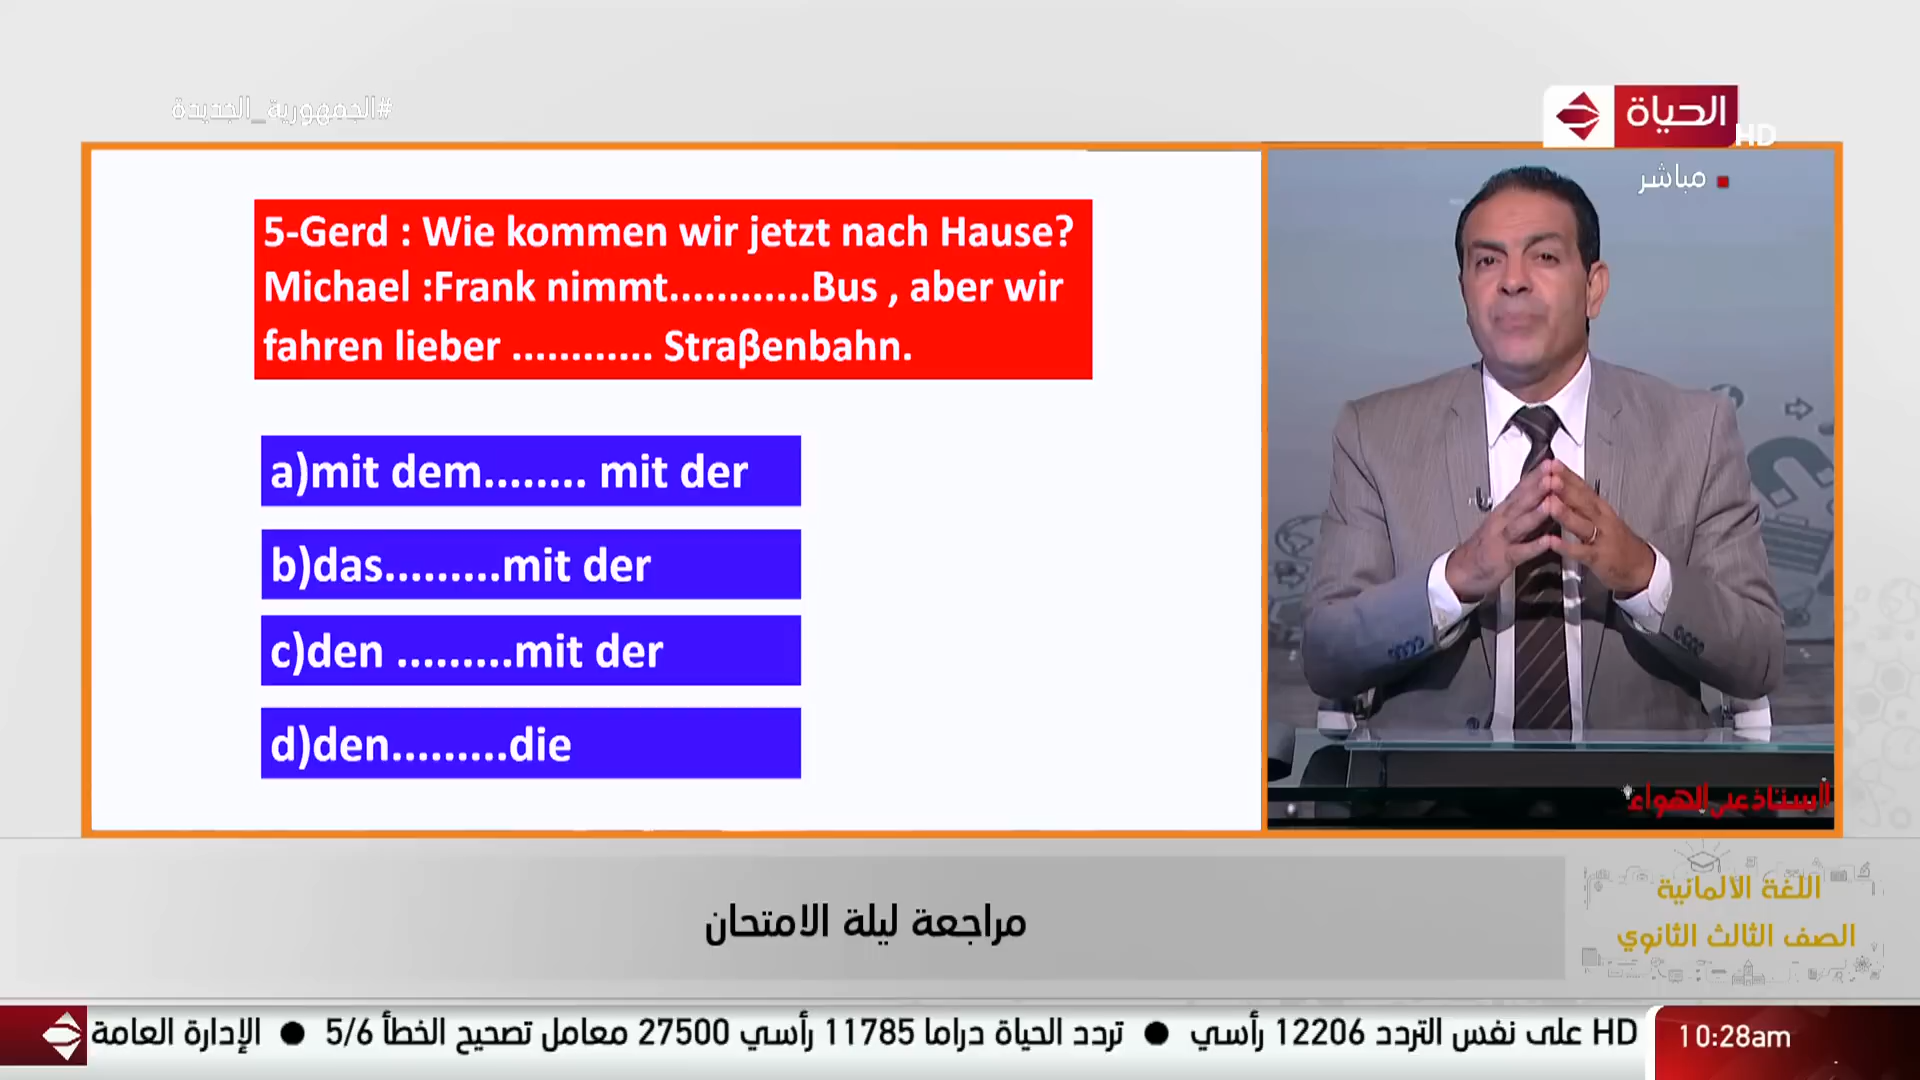 #الجمهورية_الجديدة
الحياة
HD
مباشر
5-Gerd : Wie kommen wir jetzt nach Hause?
Michael :Frank nimmt............Bus , aber wir
fahren lieber ............ Straβenbahn.
a)mit dem........ mit der
b)das.........mit der
c)den .........mit der
d)den.........die
أستاذ على الهواء
مراجعة ليلة الامتحان
اللغة الألمانية
الصف الثالث الثانوي
HD على نفس التردد 12206 رأسي ● تردد الحياة دراما 11785 رأسي 27500 معامل تصحيح الخطأ 5/6 ● الإدارة العامة
10:28am